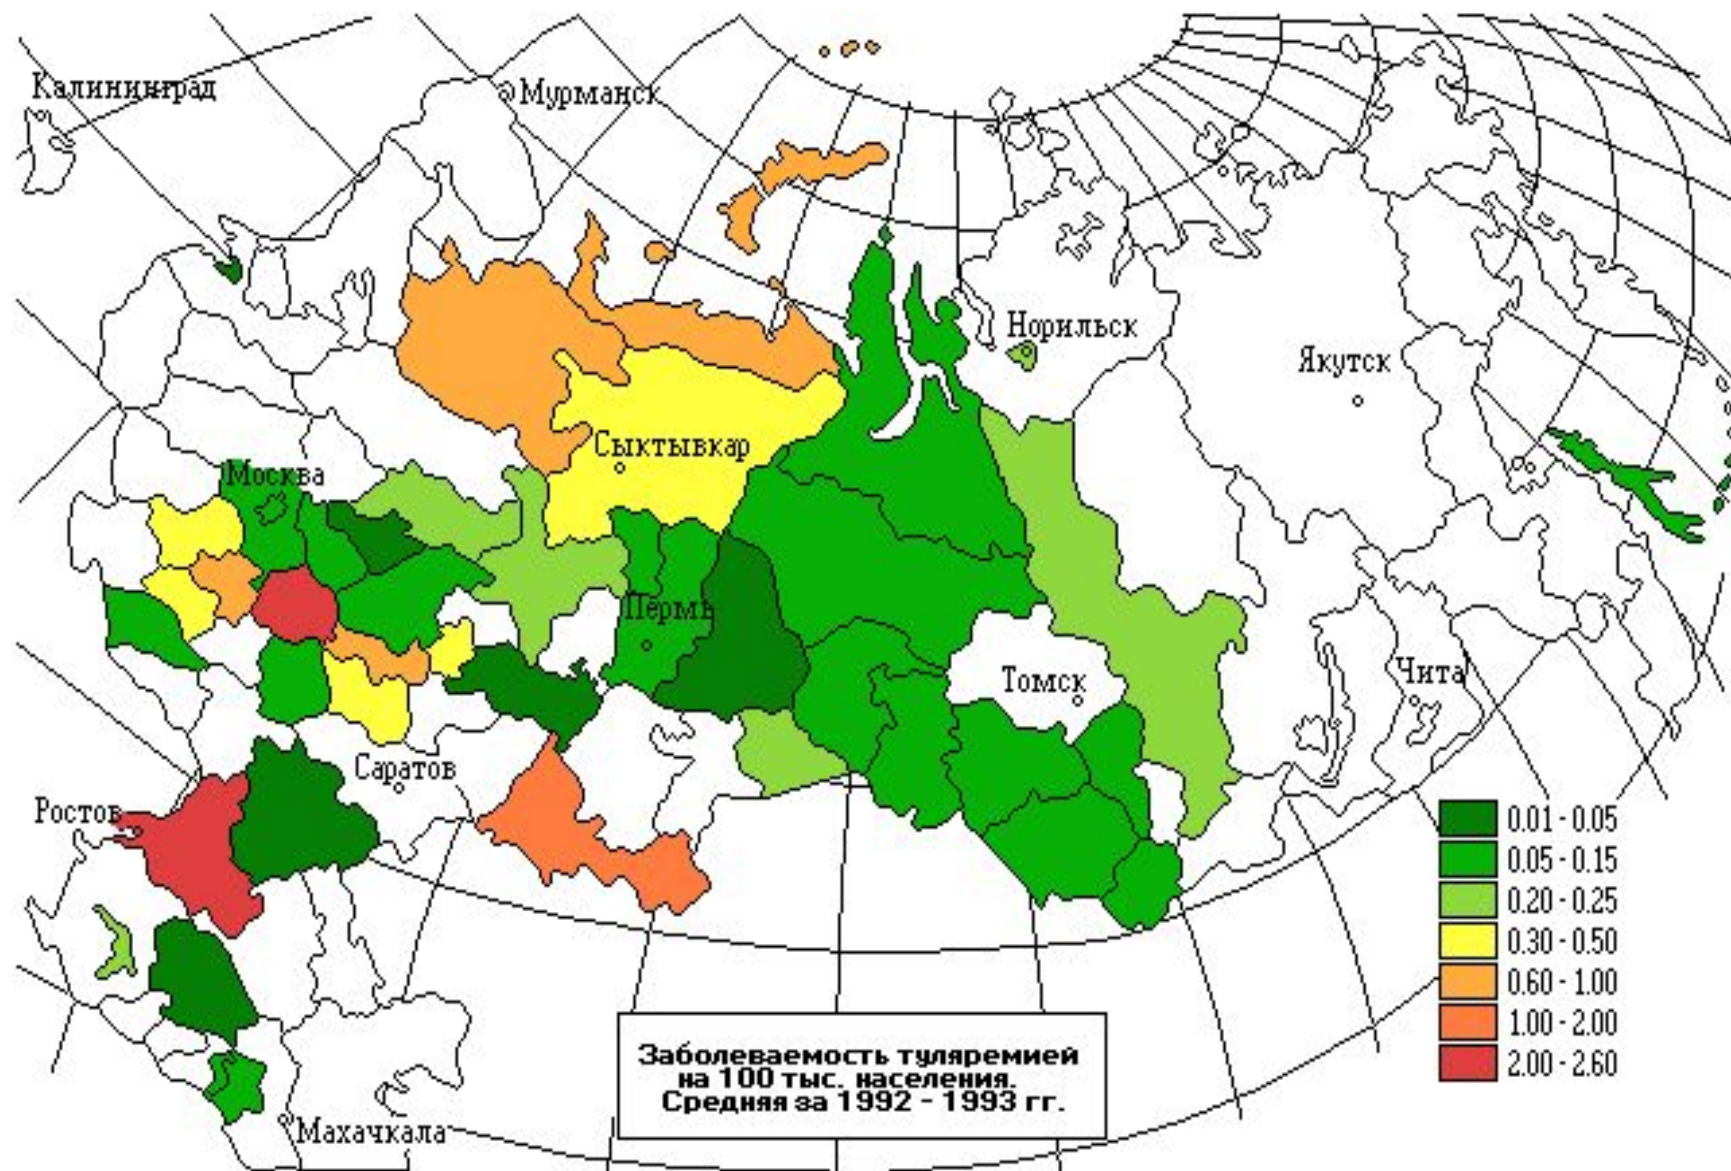 Калининград
Мурманск
Норильск
Якутск
Сыктывкар
Москва
Пермь
Томск
Чита
Саратов
Ростов
0.01 - 0.05
0.05 - 0.15
0.20 - 0.25
0.30 - 0.50
0.60 - 1.00
1.00 - 2.00
2.00 - 2.60
Заболеваемость туляремией
на 100 тыс. населения.
Средняя за 1992 - 1993 гг.
Махачкала